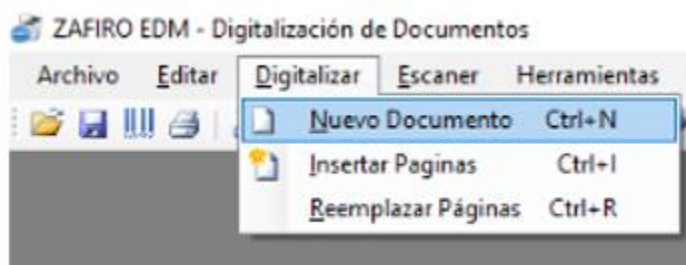 ZAFIRO EDM - Digitalización de Documentos
Archivo Editar Digitalizar Escaner Herramientas
Nuevo Documento Ctrl+N
Insertar Paginas Ctrl+I
Reemplazar Páginas Ctrl+R